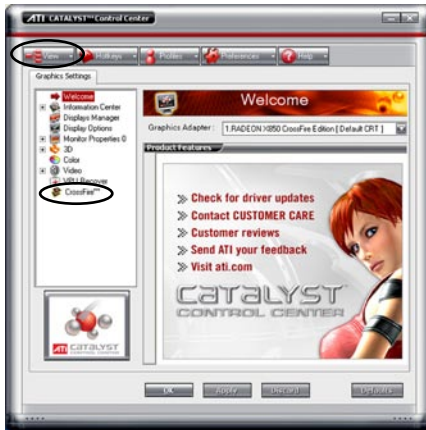 ATI CATALYST™ Control Center
View Hotkeys Profiles Preferences Help
Graphics Settings
Welcome
Information Center
Displays Manager
Display Options
Monitor Properties 0
3D
Color
Video
VPU Recover
CrossFire™
Welcome
Graphics Adapter : 1.RADEON X850 CrossFire Edition [ Default CRT ]
Product Features
Check for driver updates
Contact CUSTOMER CARE
Customer reviews
Send ATI your feedback
Visit ati.com
CATALYST
CONTROL CENTER
ATI CATALYST
CONTROL CENTER
OK Apply Discard Defaults